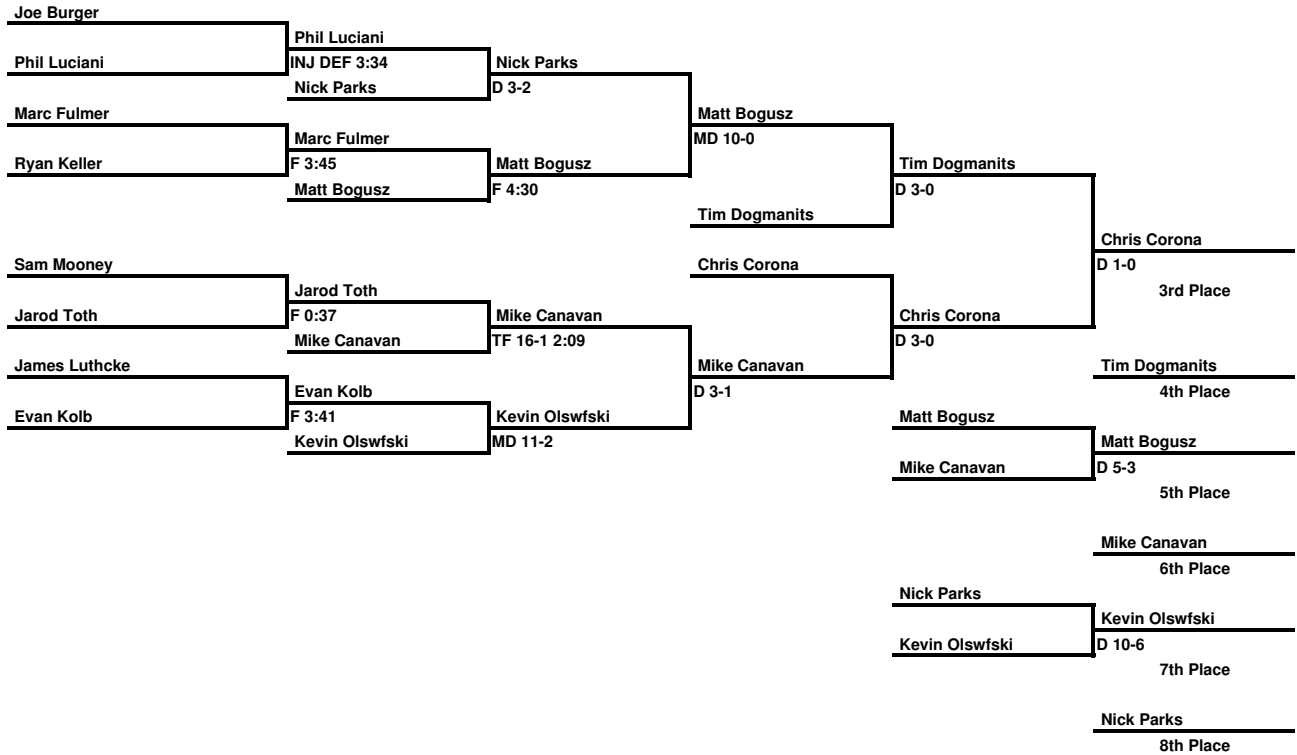 Joe Burger
Phil Luciani
Phil Luciani
INJ DEF 3:34
Nick Parks
Nick Parks
D 3-2
Marc Fulmer
Matt Bogusz
MD 10-0
Marc Fulmer
Ryan Keller
F 3:45
Matt Bogusz
Tim Dogmanits
Matt Bogusz
F 4:30
D 3-0
Tim Dogmanits
Chris Corona
D 1-0
Sam Mooney
Chris Corona
Jarod Toth
3rd Place
Jarod Toth
F 0:37
Mike Canavan
Chris Corona
Mike Canavan
TF 16-1 2:09
D 3-0
James Luthcke
Mike Canavan
Tim Dogmanits
D 3-1
4th Place
Evan Kolb
Evan Kolb
F 3:41
Kevin Olswfski
Matt Bogusz
Kevin Olswfski
MD 11-2
Matt Bogusz
Mike Canavan
D 5-3
5th Place
Mike Canavan
6th Place
Nick Parks
Kevin Olswfski
Kevin Olswfski
D 10-6
7th Place
Nick Parks
8th Place